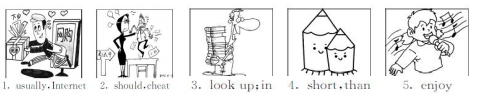 1. usually,Internet 2. should,cheat 3. look up;in 4. short,than 5. enjoy